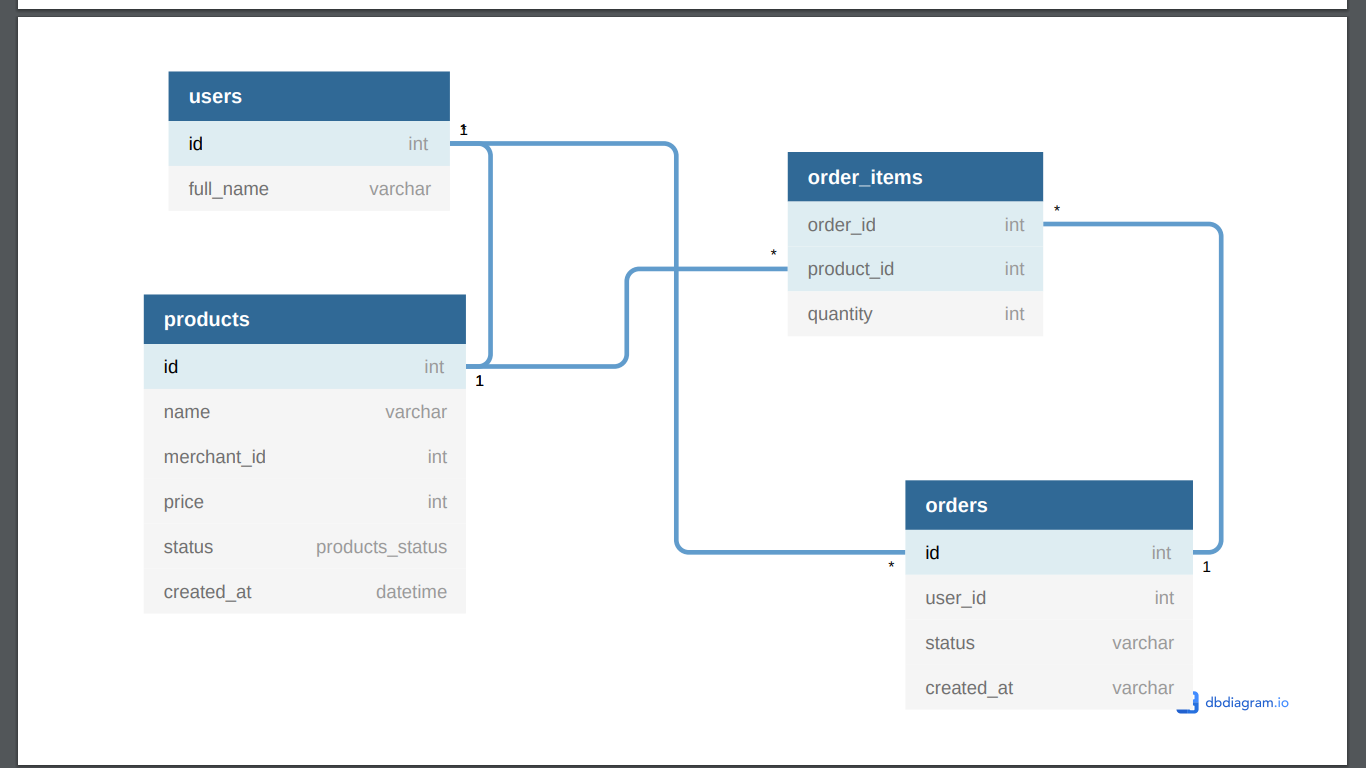 users
id int
full_name varchar
1
products
id int
name varchar
merchant_id int
price int
status products_status
created_at datetime
1
order_items
order_id int
product_id int
quantity int
*
*
orders
id int
user_id int
status varchar
created_at varchar
*
1
dbdiagram.io